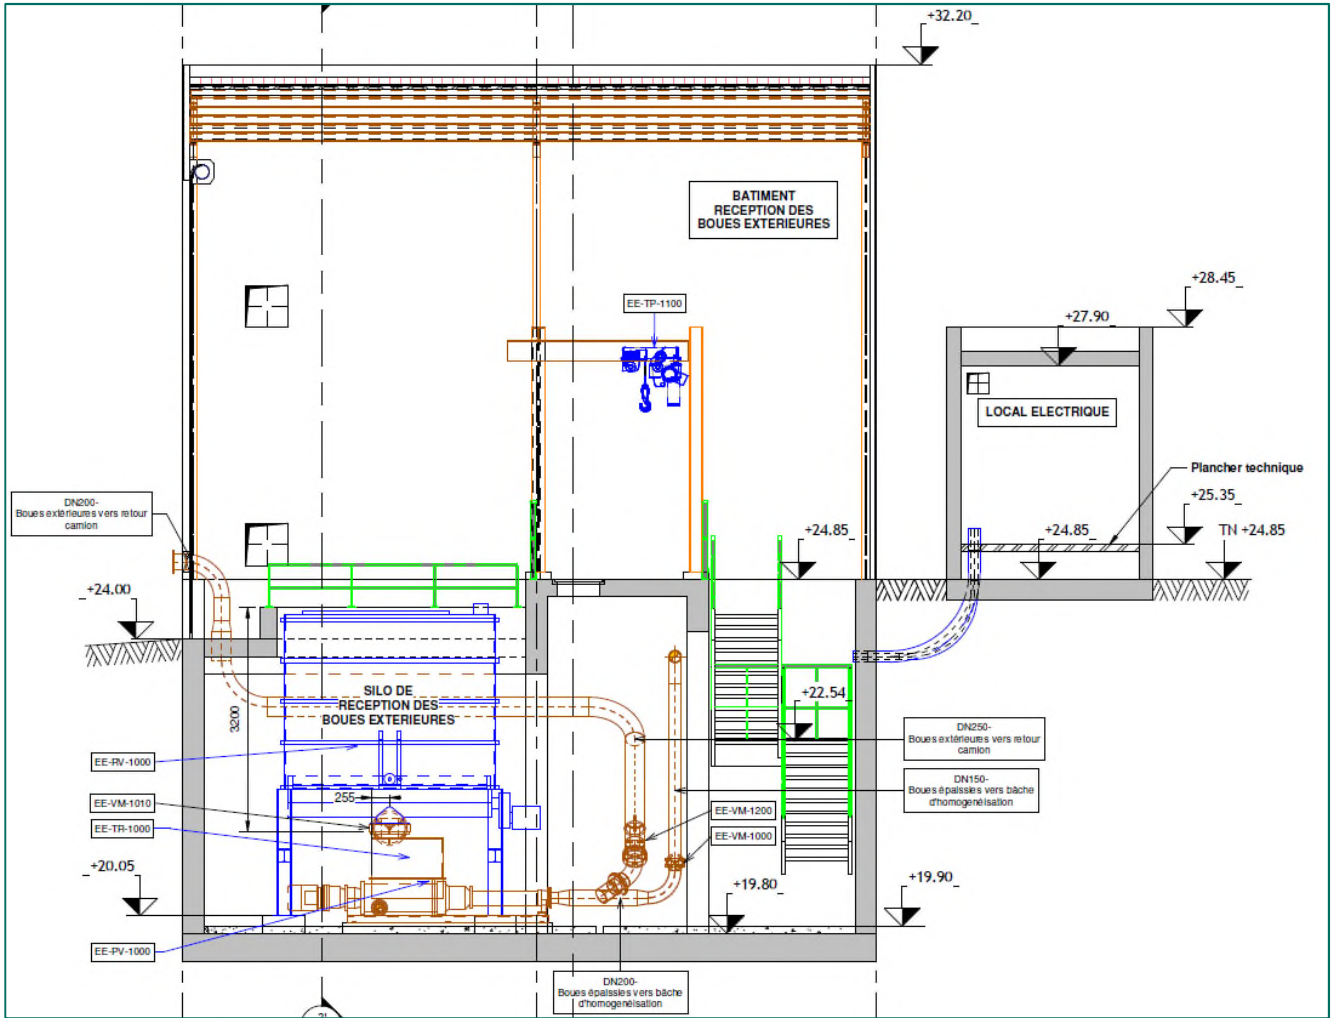 +32.20
BATIMENT
RECEPTION DES
BOUES EXTERIEURES
+28.45
EE-TP-1100
+27.90
LOCAL ELECTRIQUE
Plancher technique
DN200-
Boues extérieures vers retour
camion
+25.35
+24.85
+24.85
TN +24.85
+24.00
SILO DE
RECEPTION DES
BOUES EXTERIEURES
+22.54
3200
DN250-
Boues extérieures vers retour
camion
EE-RV-1000
DN150-
Boues épaissies vers bâche
d'homogenéisation
EE-VM-1010
255
EE-VM-1200
EE-TR-1000
EE-VM-1000
+20.05
+19.80
+19.90
EE-PV-1000
DN200-
Boues épaissies vers bâche
d'homogenéisation